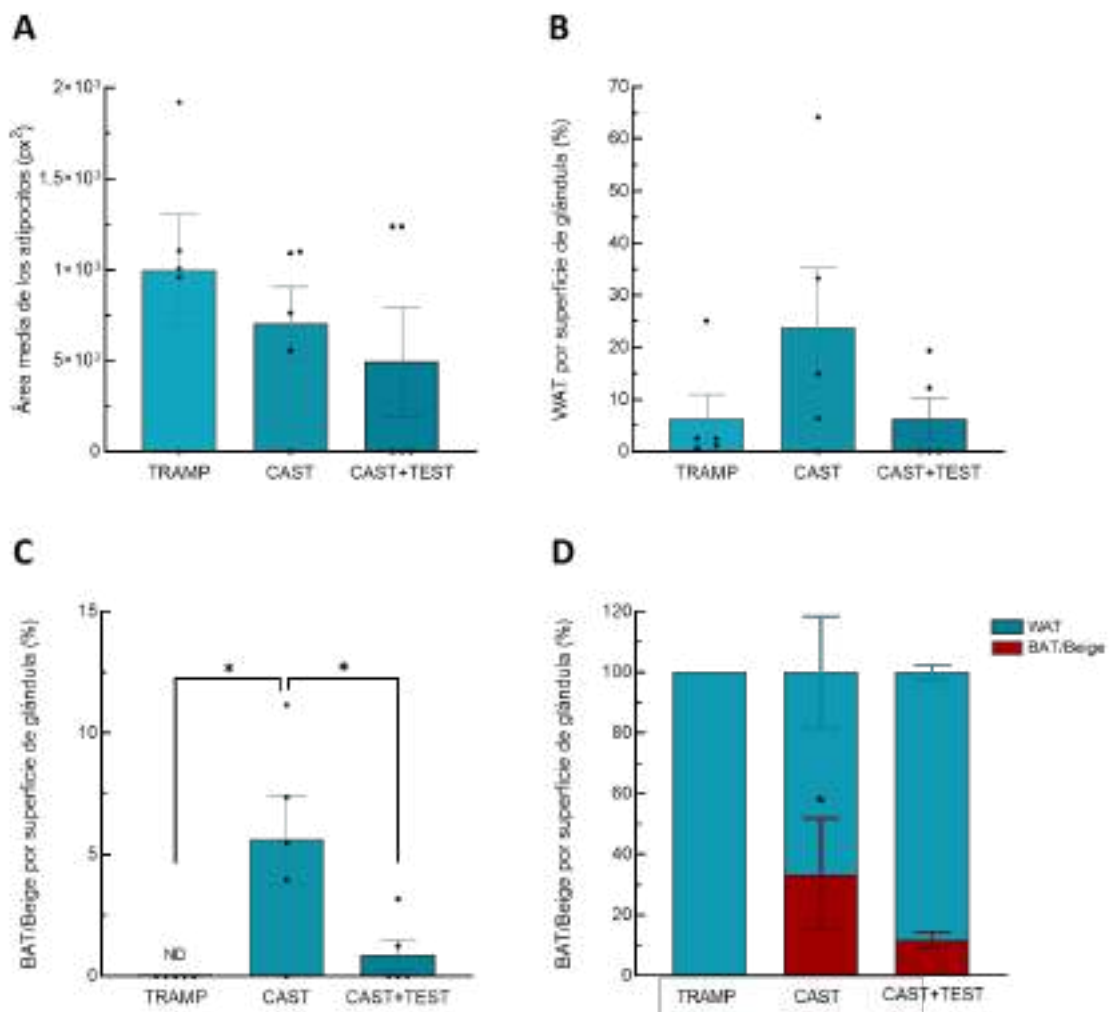 A
Área media de los adipocitos (px²)
2×10³
1.5×10³
1×10³
5×10³
0
TRAMP
CAST
CAST+TEST
B
WAT por superficie de glándula (%)
70
60
50
40
30
20
10
0
TRAMP
CAST
CAST+TEST
C
BAT/Beige por superficie de glándula (%)
15
10
5
0
*
*
ND
TRAMP
CAST
CAST+TEST
D
BAT/Beige por superficie de glándula (%)
120
100
80
60
40
20
0
*
TRAMP
CAST
CAST+TEST
WAT
BAT/Beige